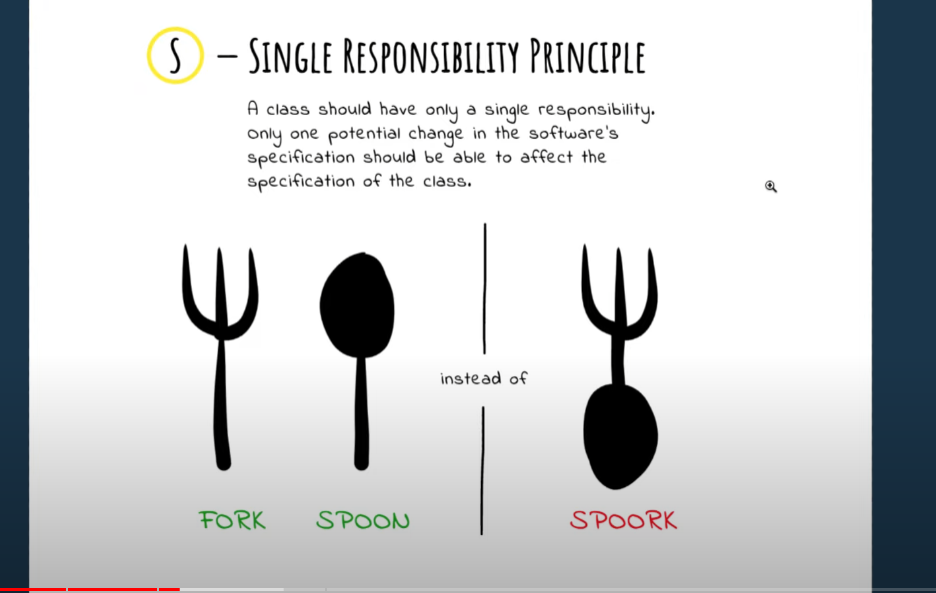 S – SINGLE RESPONSIBILITY PRINCIPLE
A class should have only a single responsibility.
Only one potential change in the software's
specification should be able to affect the
specification of the class.
instead of
FORK SPOON SPOORK